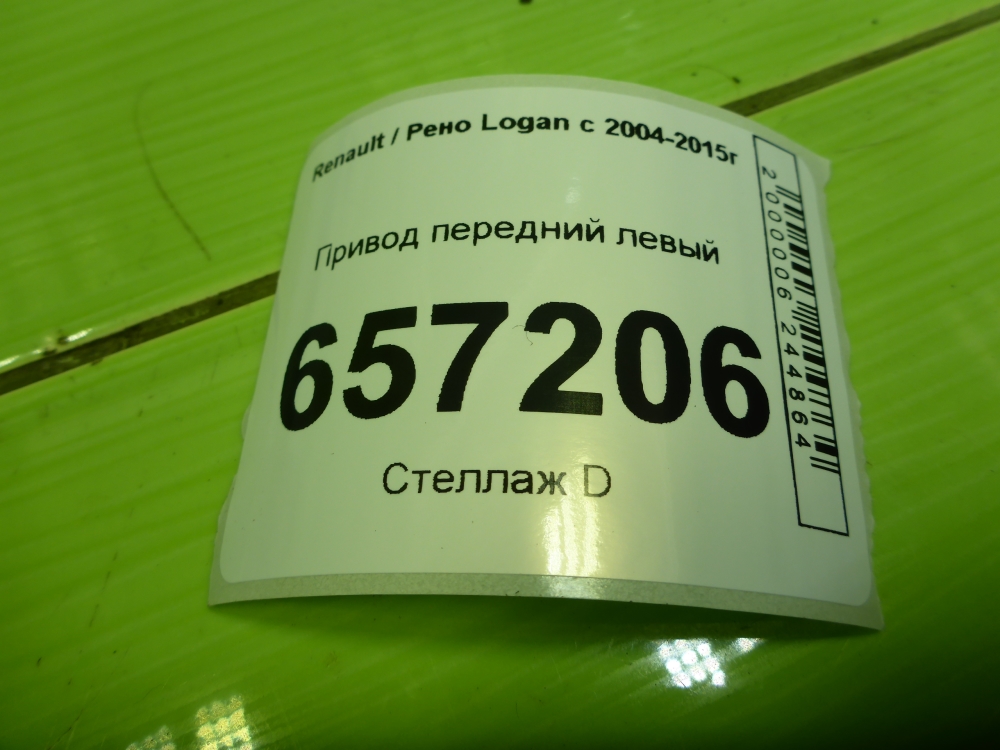 Renault / Рено Logan с 2004-2015г
Привод передний левый
657206
Стеллаж D
2000006244864